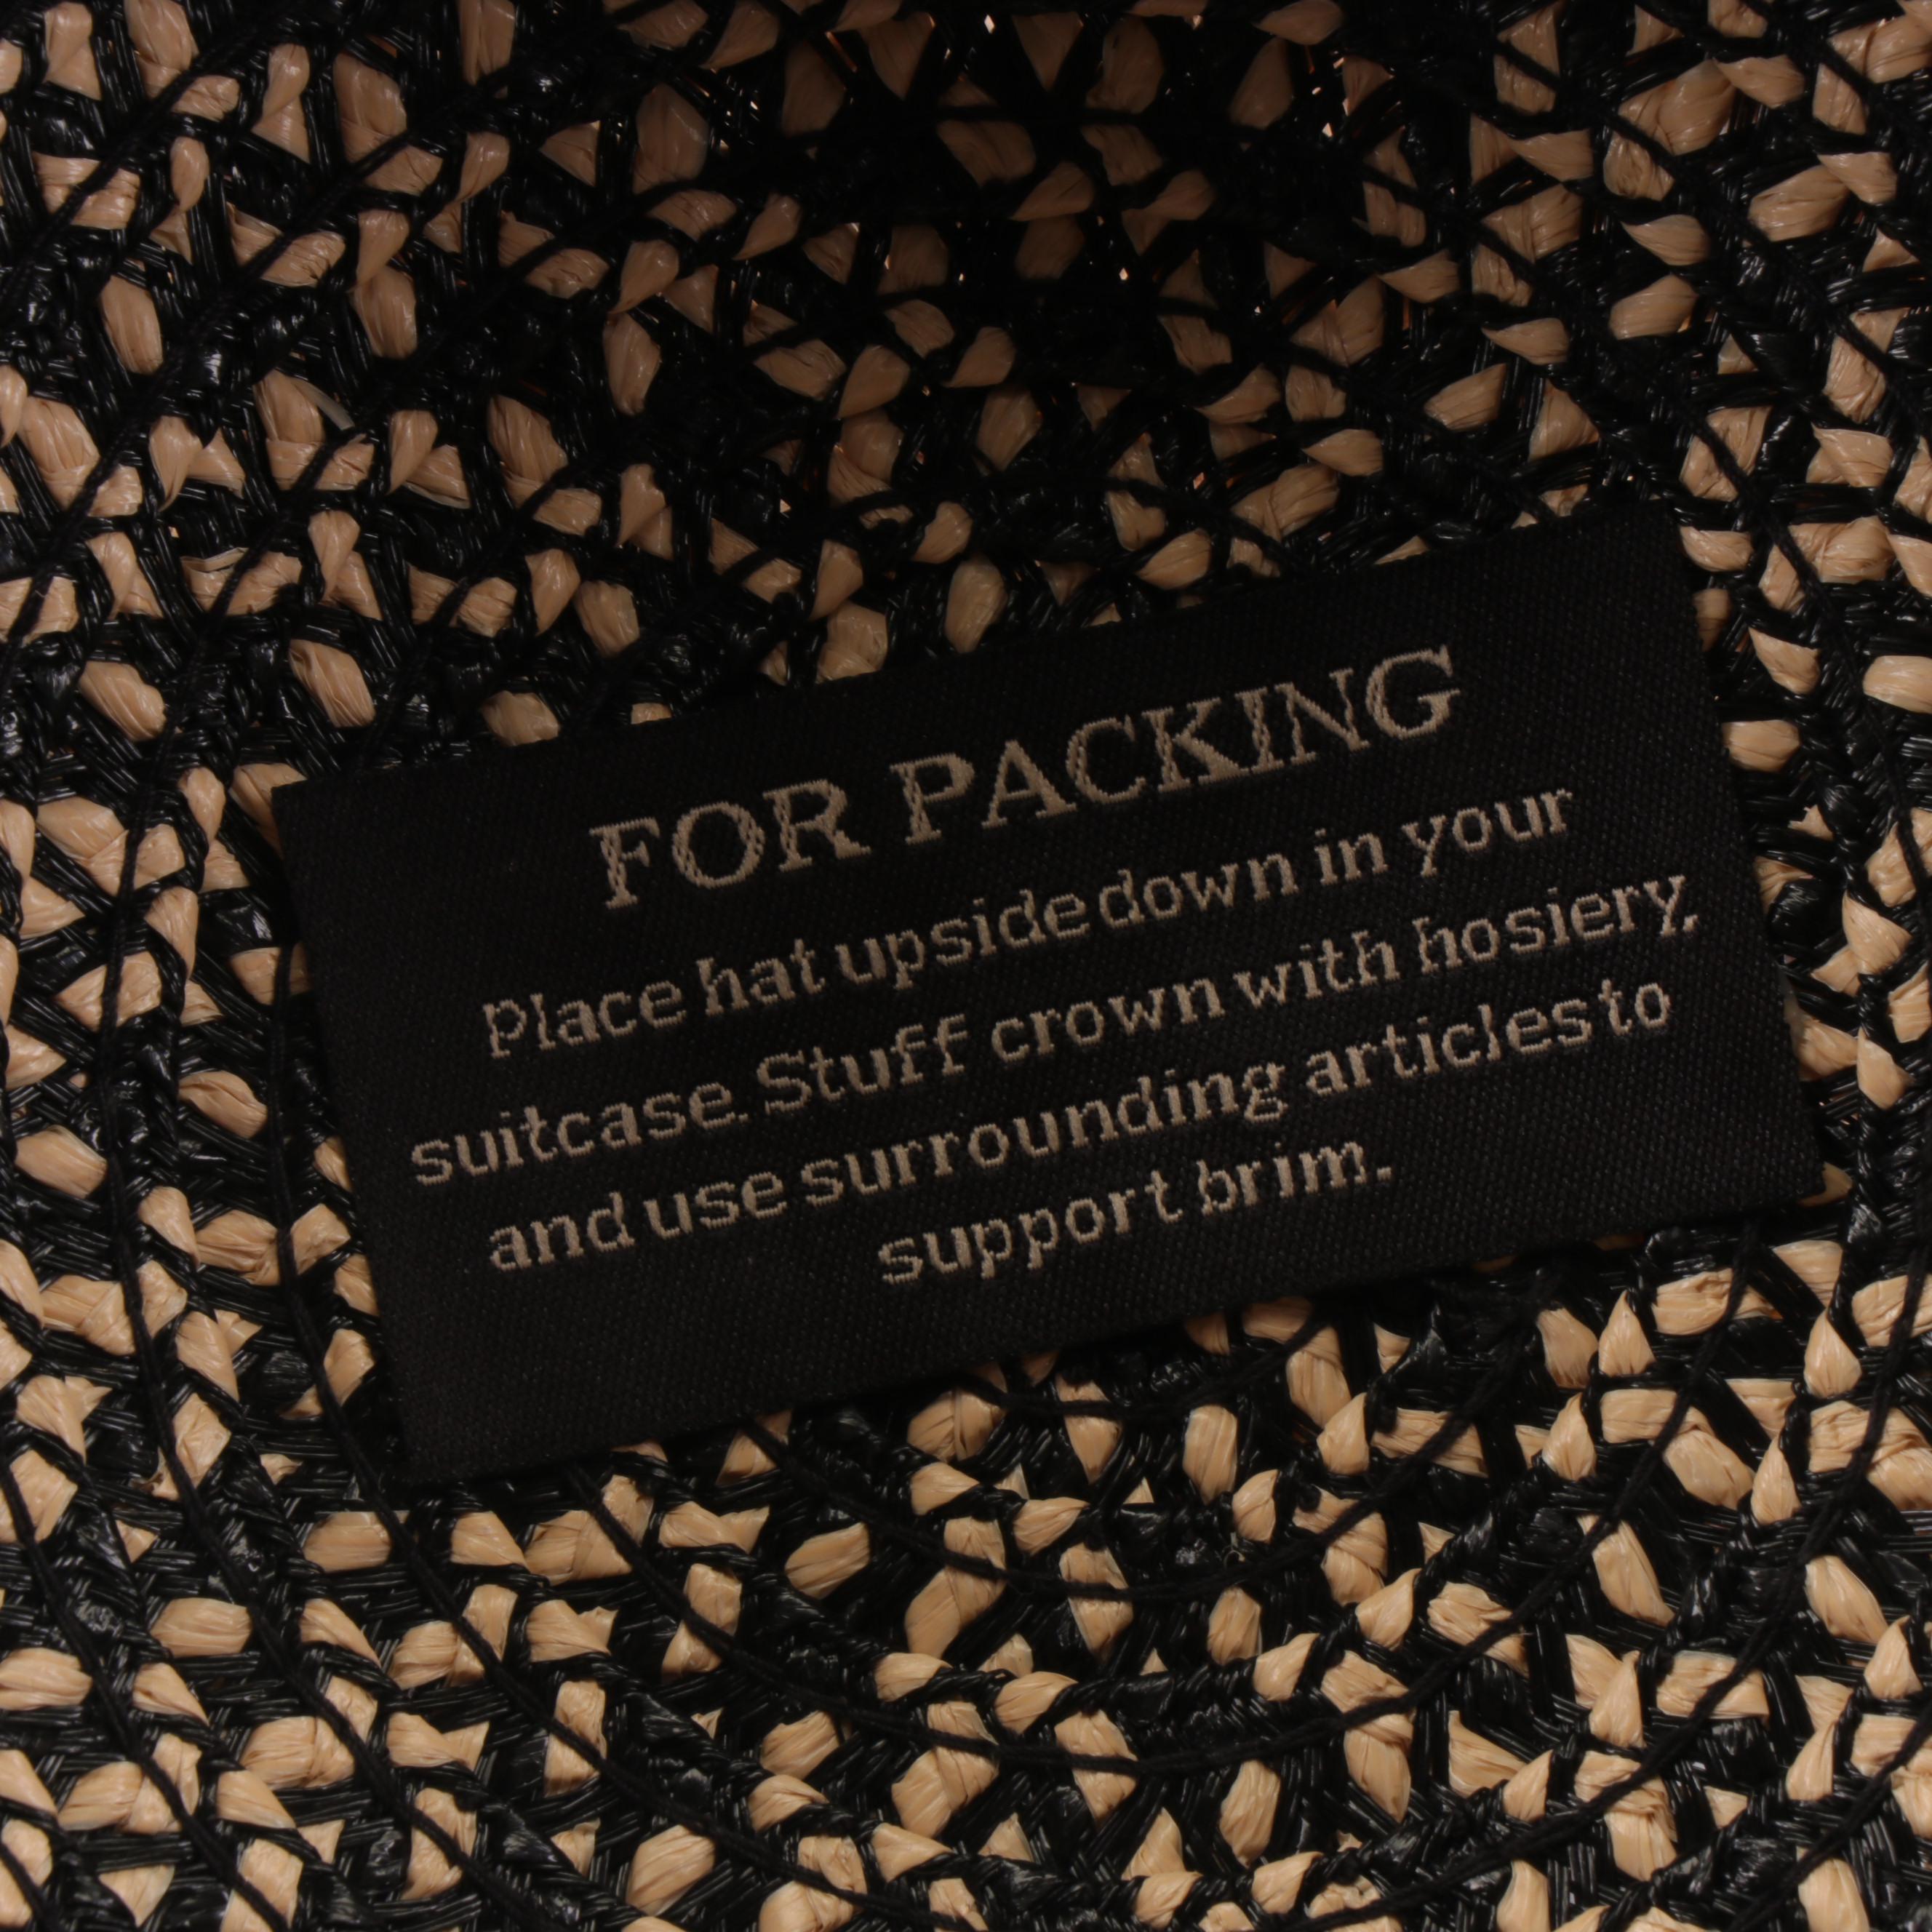 FOR PACKING
Place hat upside down in your
suitcase. Stuff crown with hosiery,
and use surrounding articles to
support brim.